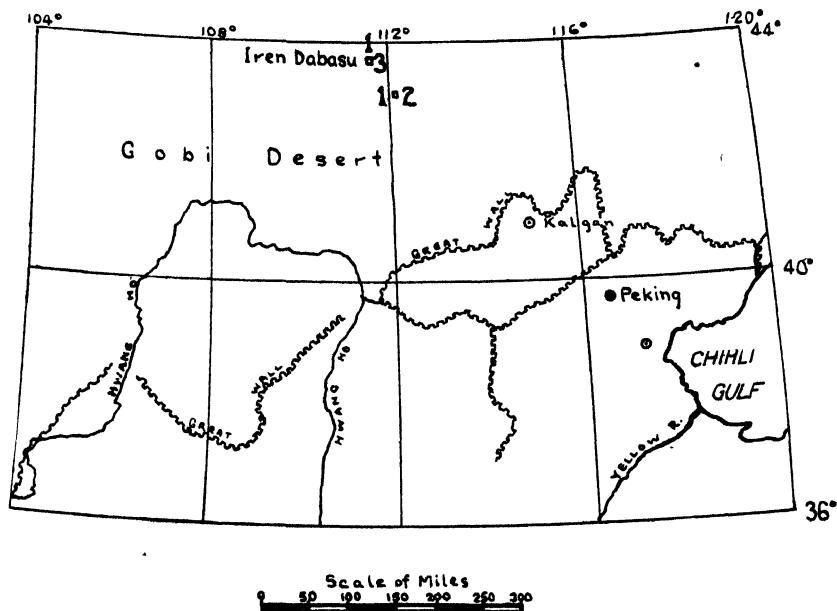 104° 108° 112° 116° 120° 44°
1
Iren Dabasu 3
1 2
Gobi Desert
GREAT WALL
Kalgan
40°
HO
Peking
HWANG
WALL
HO
CHIHLI
GULF
GREAT
HWANG
YELLOW R.
36°
Scale of Miles
0 50 100 150 200 250 300